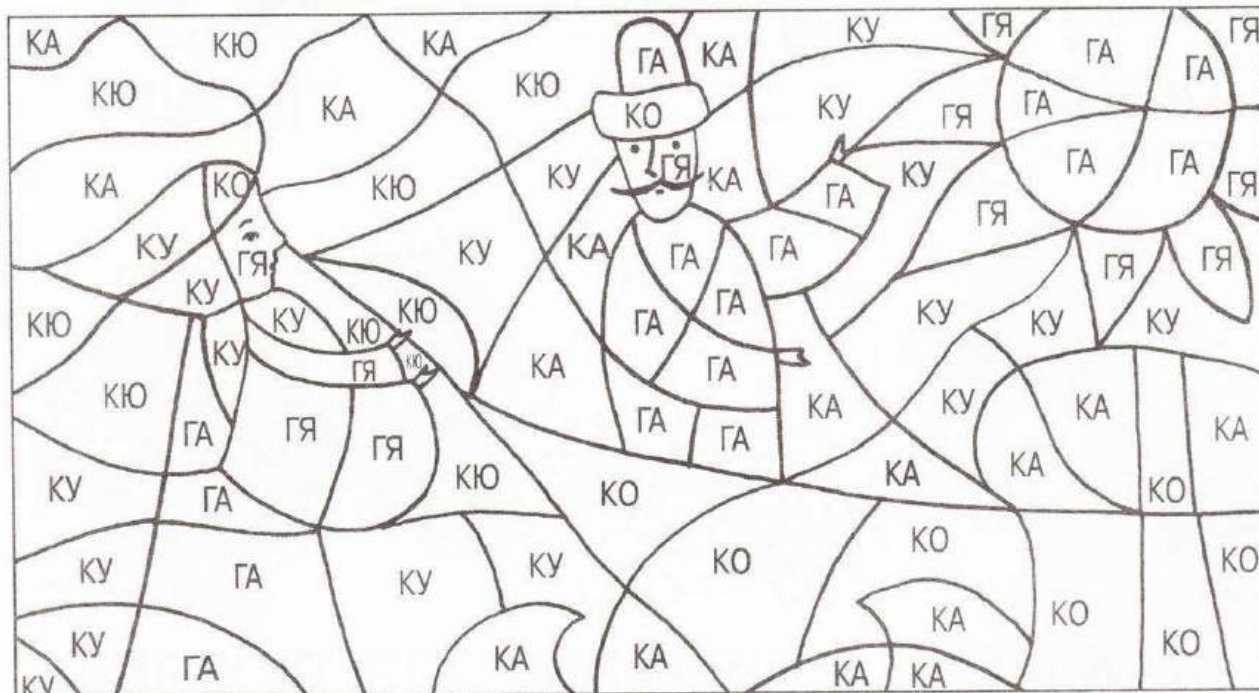 КА КЮ КА КЮ ГА КА КУ ГЯ ГА ГА ГЯ
КЮ КА КО КУ ГЯ ГА
КА КО КЮ КУ ГЯ КА ГА КУ ГЯ ГА ГА ГЯ
КУ ГЯ КУ КА ГА ГА ГЯ ГЯ
КЮ КУ КУ КЮ КЮ ГА ГА КУ КУ КУ
КЮ КУ ГЯ КЮ КА ГА КА КУ КА КА
ГА ГЯ ГЯ ГА ГА
КУ ГА КЮ КО КА КА КО
КУ ГА КУ КУ КО КО КО
КУ ГА КА КА КА КА КА КО КО
КУ